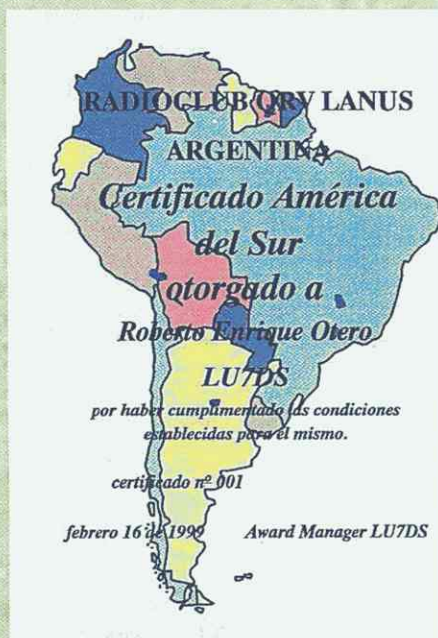 RADIOCLUB QRV LANUS
ARGENTINA
Certificado América
del Sur
otorgado a
Roberto Enrique Otero
LU7DS
por haber cumplimentado las condiciones
establecidas para el mismo.
certificado nº 001
febrero 16 de 1999 Award Manager LU7DS